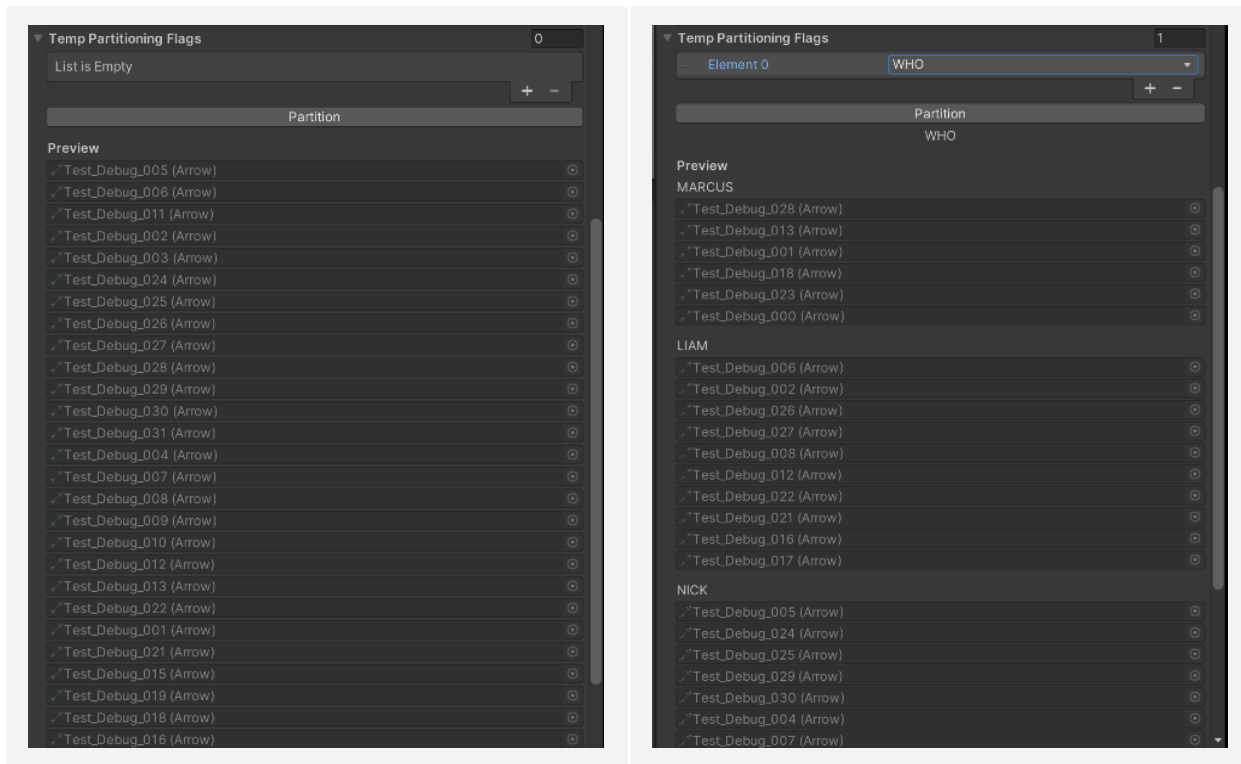 Temp Partitioning Flags 0
List is Empty
+ −
Partition
Preview
Test_Debug_005 (Arrow)
Test_Debug_006 (Arrow)
Test_Debug_011 (Arrow)
Test_Debug_002 (Arrow)
Test_Debug_003 (Arrow)
Test_Debug_024 (Arrow)
Test_Debug_025 (Arrow)
Test_Debug_026 (Arrow)
Test_Debug_027 (Arrow)
Test_Debug_028 (Arrow)
Test_Debug_029 (Arrow)
Test_Debug_030 (Arrow)
Test_Debug_031 (Arrow)
Test_Debug_004 (Arrow)
Test_Debug_007 (Arrow)
Test_Debug_008 (Arrow)
Test_Debug_009 (Arrow)
Test_Debug_010 (Arrow)
Test_Debug_012 (Arrow)
Test_Debug_013 (Arrow)
Test_Debug_022 (Arrow)
Test_Debug_001 (Arrow)
Test_Debug_021 (Arrow)
Test_Debug_015 (Arrow)
Test_Debug_019 (Arrow)
Test_Debug_018 (Arrow)
Test_Debug_016 (Arrow)
Temp Partitioning Flags 1
Element 0 WHO
+ −
Partition
WHO
Preview
MARCUS
Test_Debug_028 (Arrow)
Test_Debug_013 (Arrow)
Test_Debug_001 (Arrow)
Test_Debug_018 (Arrow)
Test_Debug_023 (Arrow)
Test_Debug_000 (Arrow)
LIAM
Test_Debug_006 (Arrow)
Test_Debug_002 (Arrow)
Test_Debug_026 (Arrow)
Test_Debug_027 (Arrow)
Test_Debug_008 (Arrow)
Test_Debug_012 (Arrow)
Test_Debug_022 (Arrow)
Test_Debug_021 (Arrow)
Test_Debug_016 (Arrow)
Test_Debug_017 (Arrow)
NICK
Test_Debug_005 (Arrow)
Test_Debug_024 (Arrow)
Test_Debug_025 (Arrow)
Test_Debug_029 (Arrow)
Test_Debug_030 (Arrow)
Test_Debug_004 (Arrow)
Test_Debug_007 (Arrow)